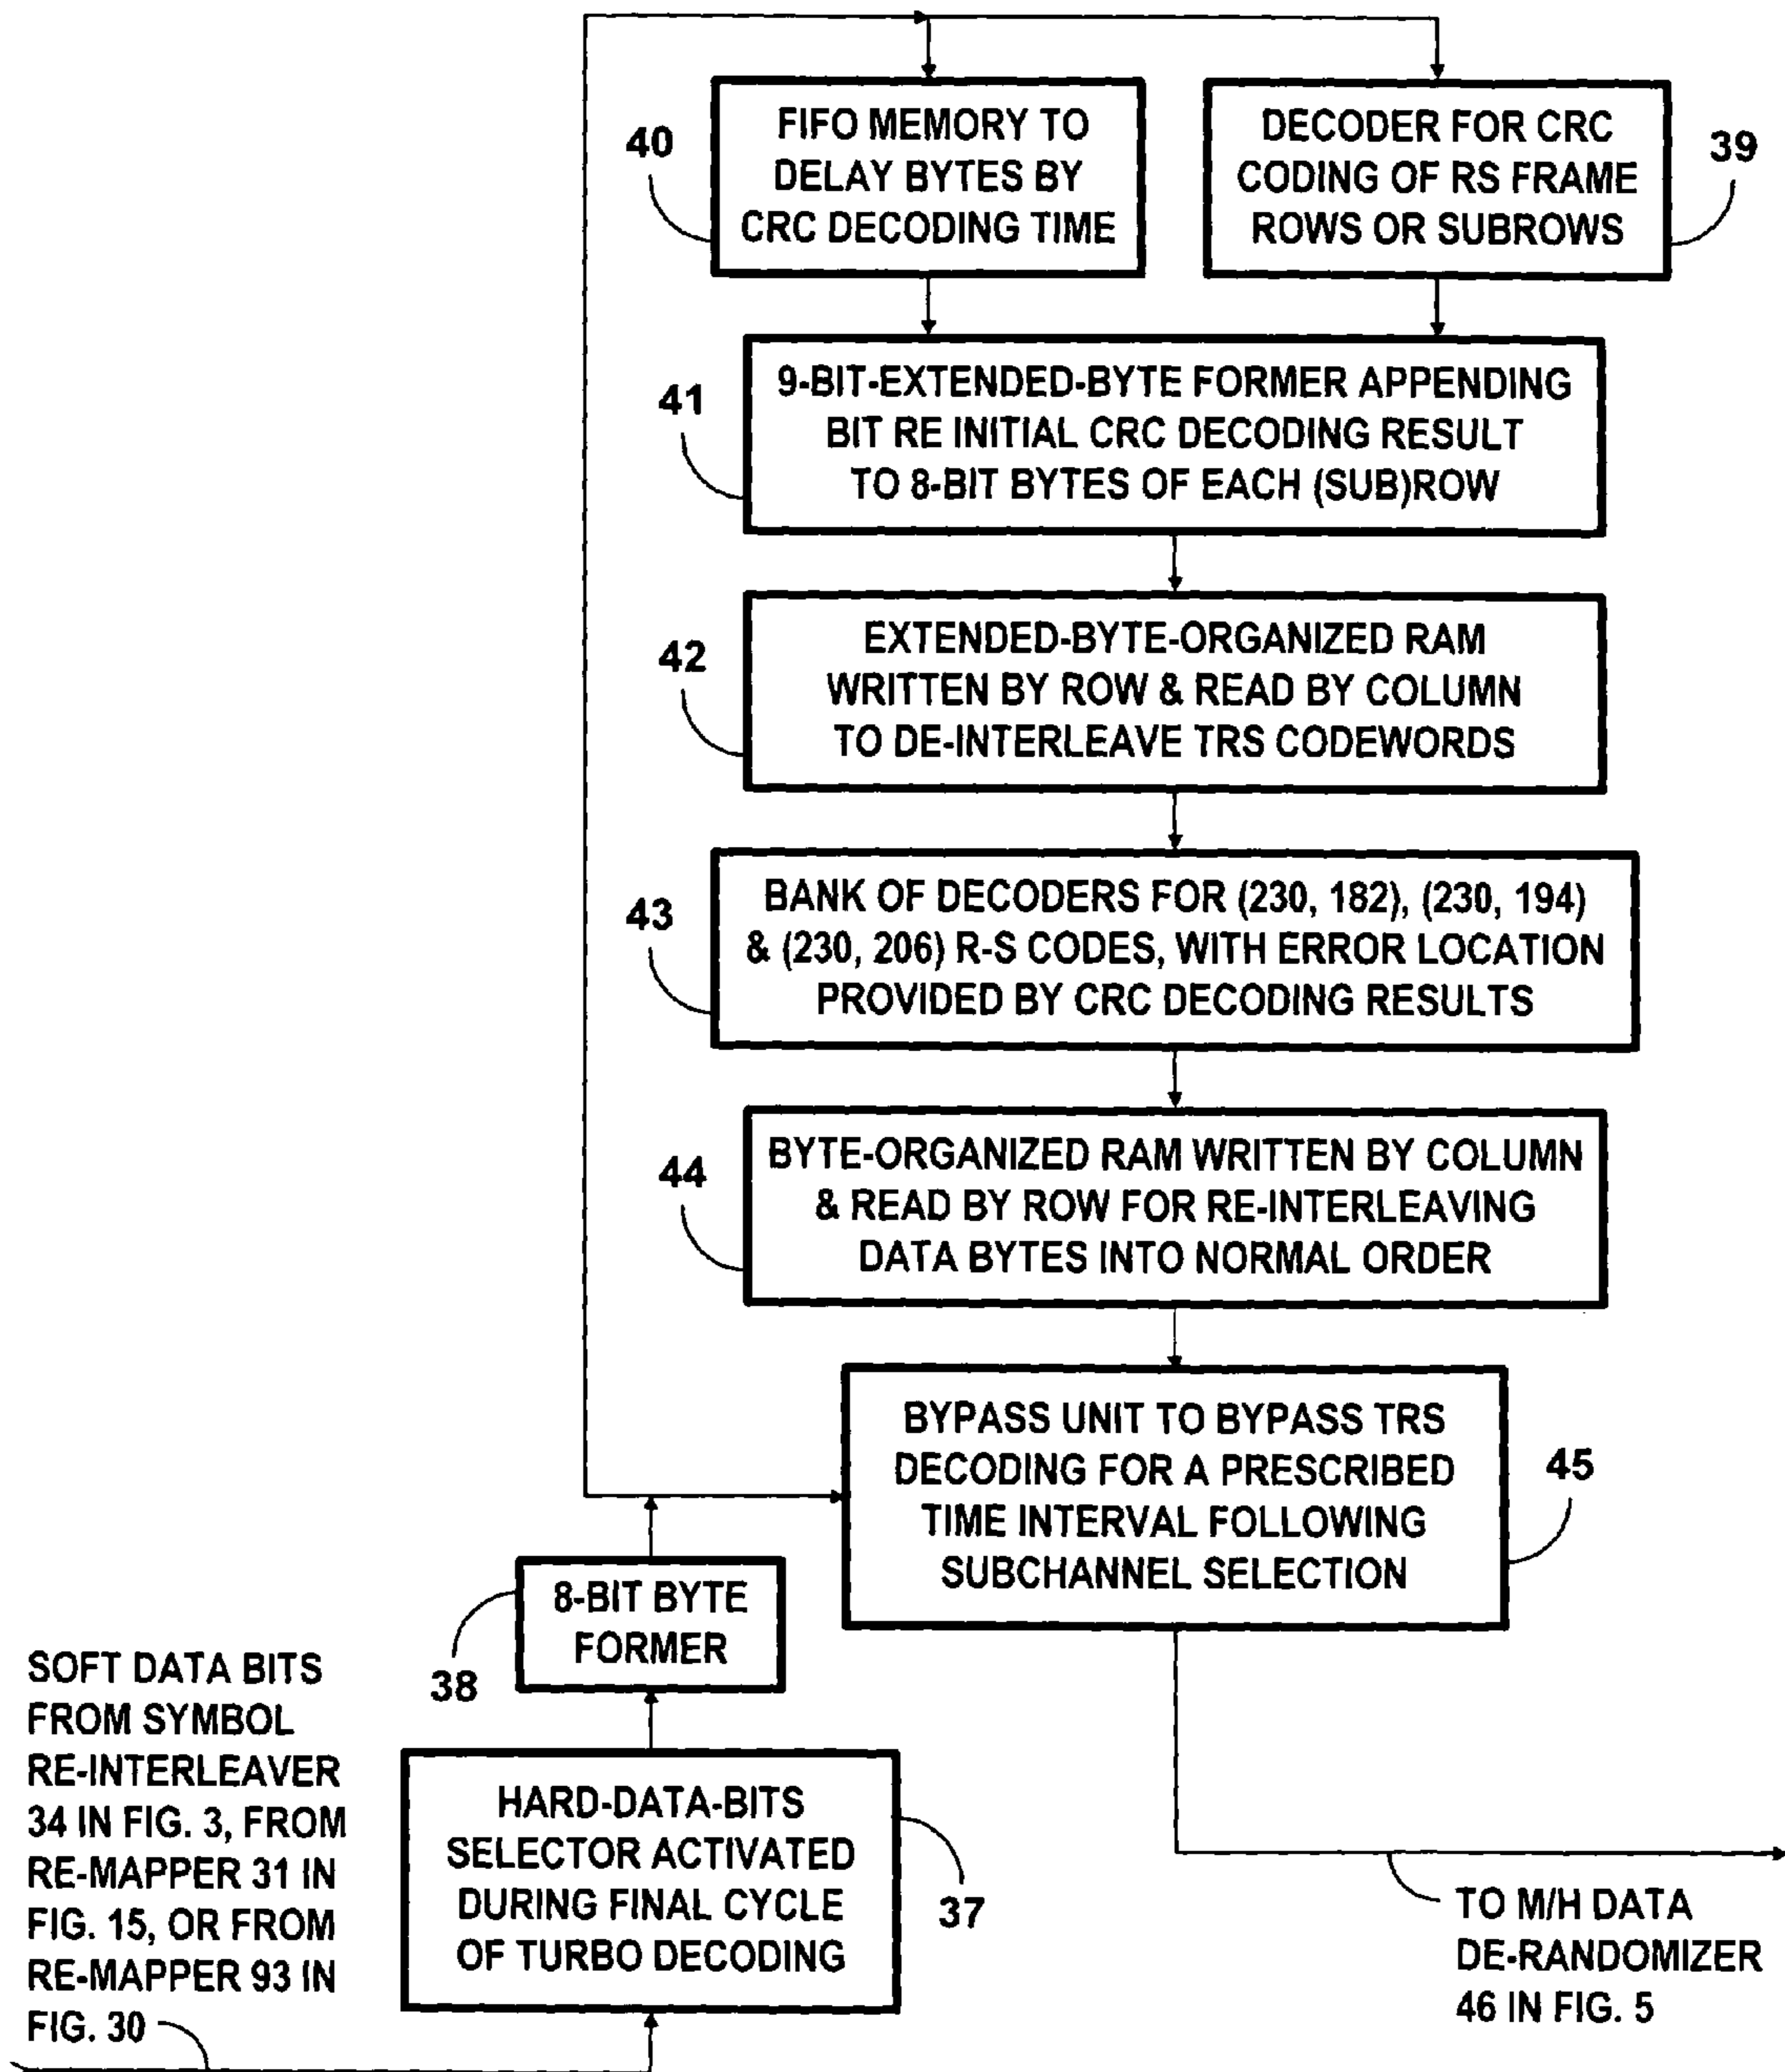 40
FIFO MEMORY TO
DELAY BYTES BY
CRC DECODING TIME
DECODER FOR CRC
CODING OF RS FRAME
ROWS OR SUBROWS
39
41
9-BIT-EXTENDED-BYTE FORMER APPENDING
BIT RE INITIAL CRC DECODING RESULT
TO 8-BIT BYTES OF EACH (SUB)ROW
42
EXTENDED-BYTE-ORGANIZED RAM
WRITTEN BY ROW & READ BY COLUMN
TO DE-INTERLEAVE TRS CODEWORDS
43
BANK OF DECODERS FOR (230, 182), (230, 194)
& (230, 206) R-S CODES, WITH ERROR LOCATION
PROVIDED BY CRC DECODING RESULTS
44
BYTE-ORGANIZED RAM WRITTEN BY COLUMN
& READ BY ROW FOR RE-INTERLEAVING
DATA BYTES INTO NORMAL ORDER
BYPASS UNIT TO BYPASS TRS
DECODING FOR A PRESCRIBED
TIME INTERVAL FOLLOWING
SUBCHANNEL SELECTION
45
8-BIT BYTE
FORMER
38
SOFT DATA BITS
FROM SYMBOL
RE-INTERLEAVER
34 IN FIG. 3, FROM
RE-MAPPER 31 IN
FIG. 15, OR FROM
RE-MAPPER 93 IN
FIG. 30
HARD-DATA-BITS
SELECTOR ACTIVATED
DURING FINAL CYCLE
OF TURBO DECODING
37
TO M/H DATA
DE-RANDOMIZER
46 IN FIG. 5